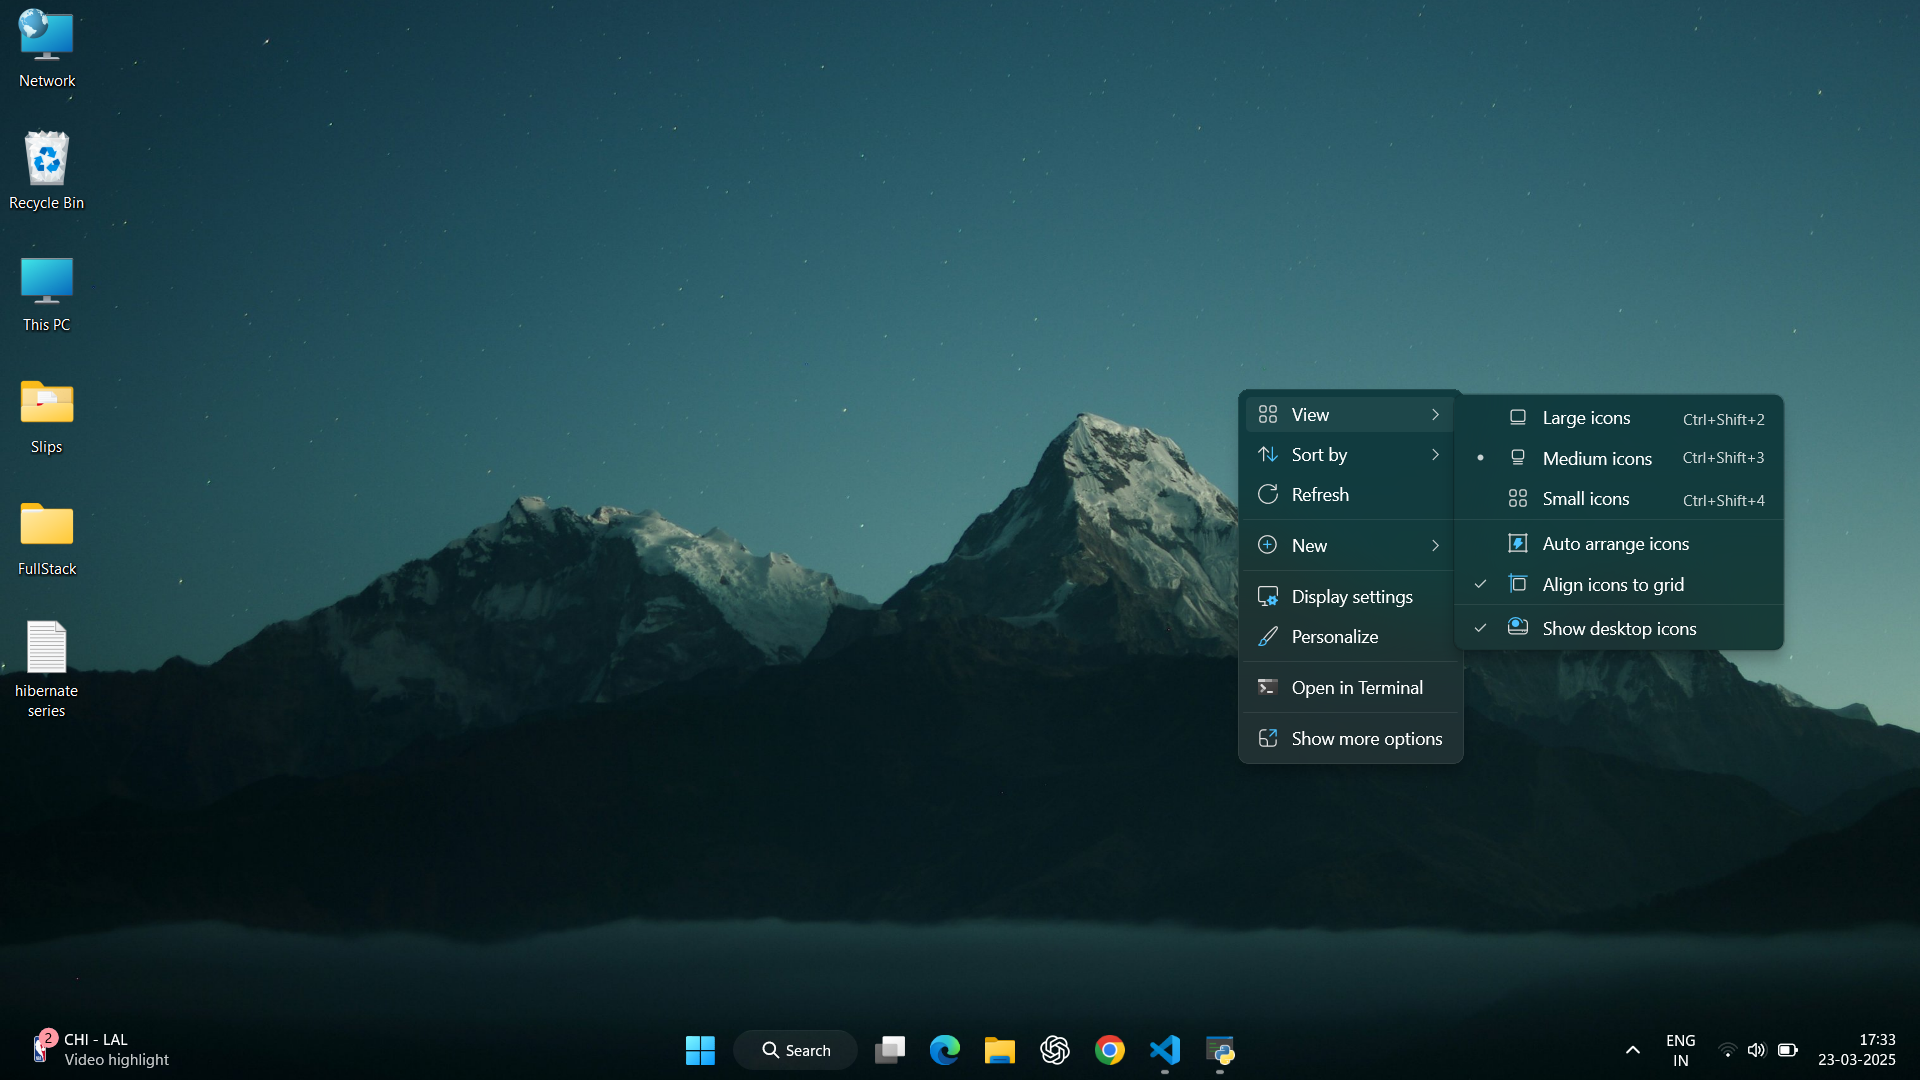 Network
Recycle Bin
This PC
Slips
FullStack
hibernate
series
View
Sort by
Refresh
New
Display settings
Personalize
Open in Terminal
Show more options
Large icons Ctrl+Shift+2
Medium icons Ctrl+Shift+3
Small icons Ctrl+Shift+4
Auto arrange icons
Align icons to grid
Show desktop icons
2
CHI - LAL
Video highlight
Search
ENG
IN
17:33
23-03-2025